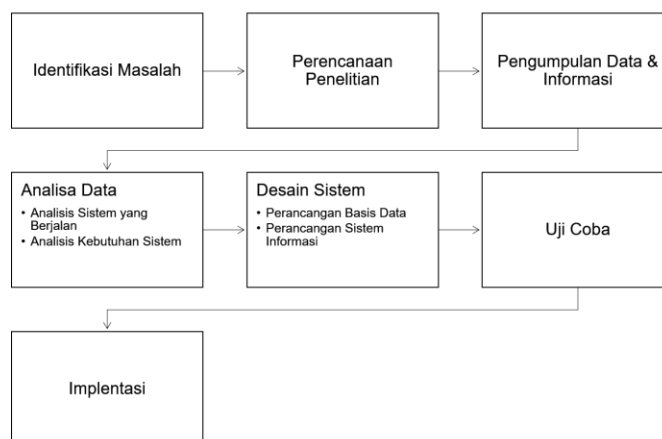 Identifikasi Masalah
Perencanaan
Penelitian
Pengumpulan Data &
Informasi
Analisa Data
• Analisis Sistem yang
Berjalan
• Analisis Kebutuhan Sistem
Desain Sistem
• Perancangan Basis Data
• Perancangan Sistem
Informasi
Uji Coba
Implentasi